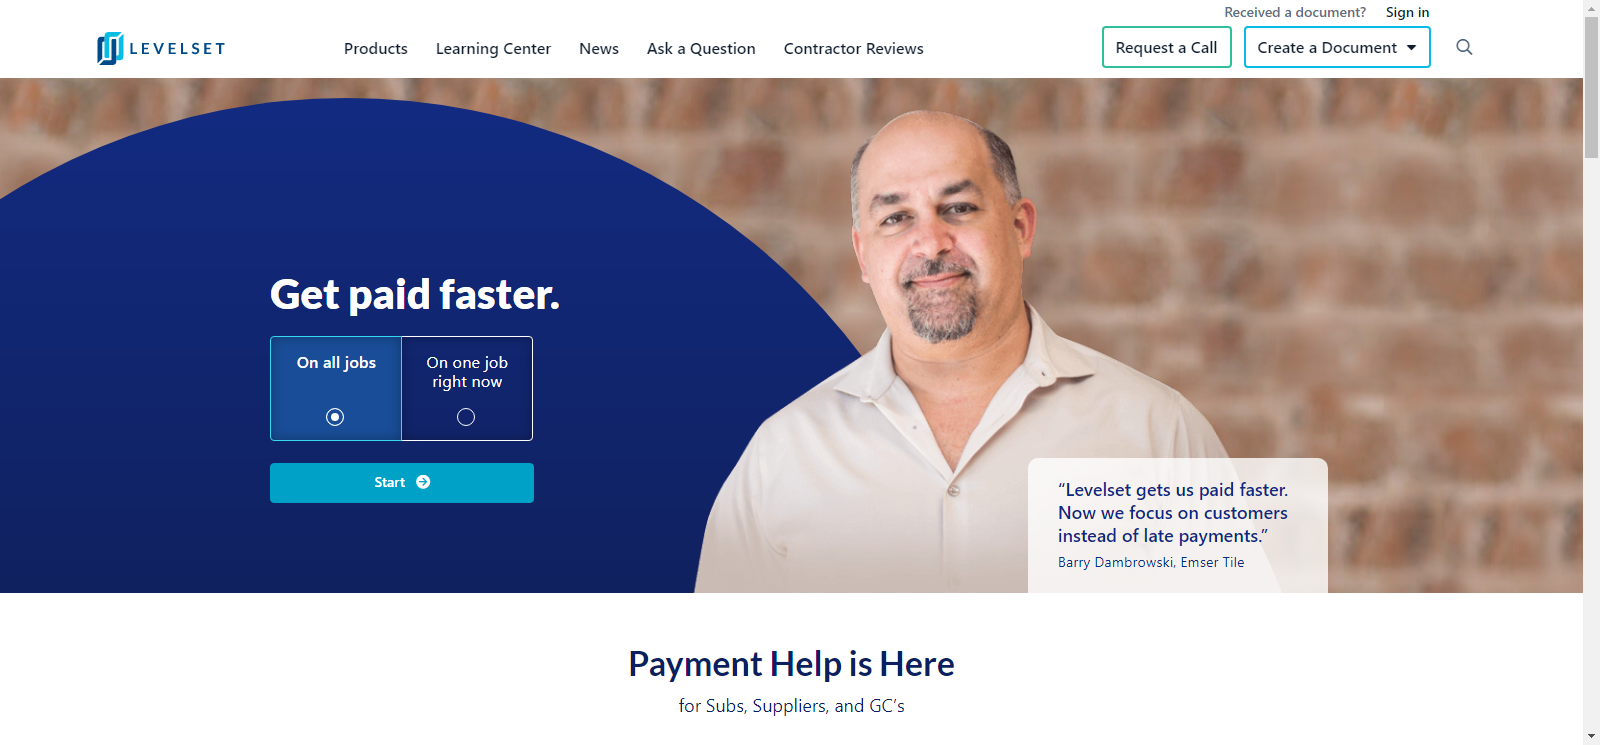 Received a document? Sign in
LEVELSET
Products Learning Center News Ask a Question Contractor Reviews
Request a Call Create a Document
Get paid faster.
On all jobs
On one job
right now
Start
“Levelset gets us paid faster.
Now we focus on customers
instead of late payments.”
Barry Dambrowski, Emser Tile
Payment Help is Here
for Subs, Suppliers, and GC’s